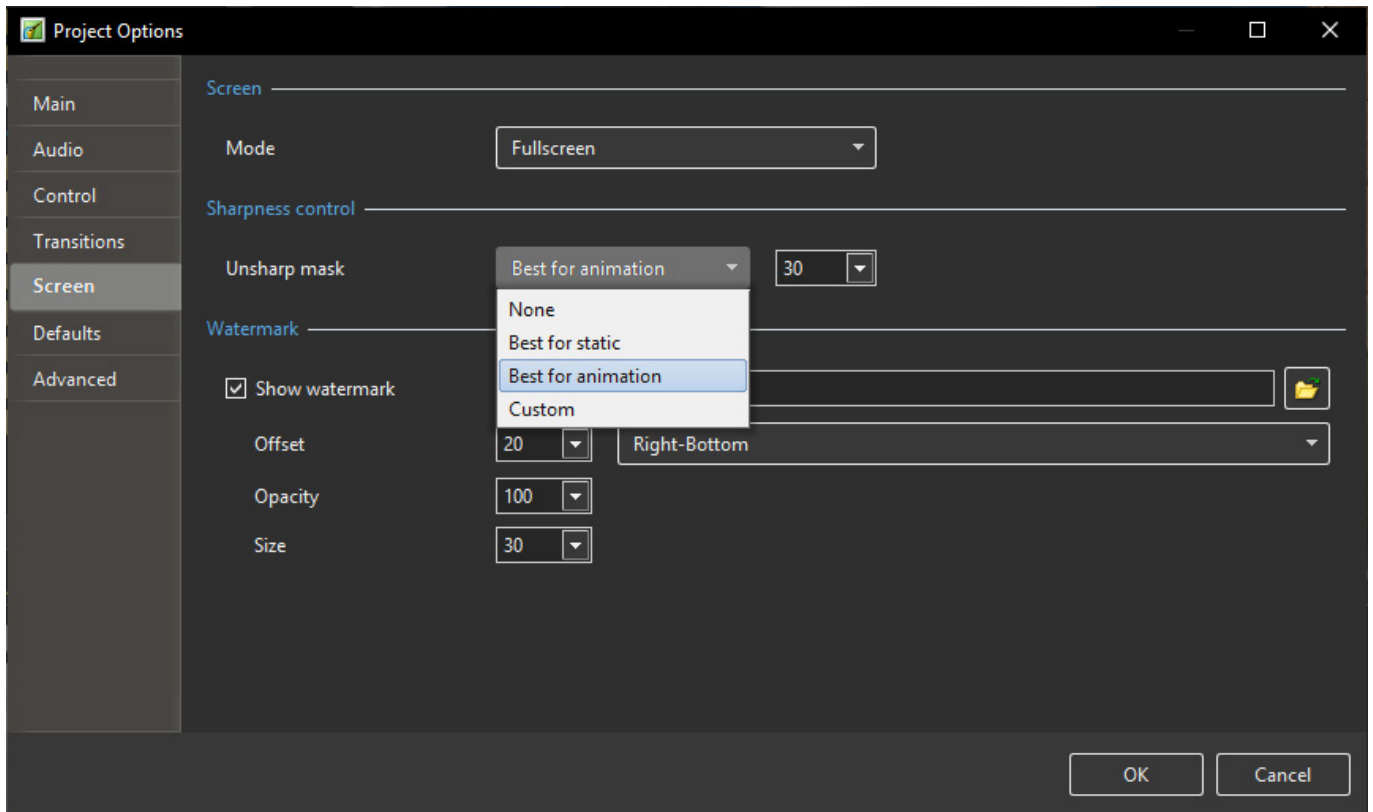 Project Options
Main
Audio
Control
Transitions
Screen
Defaults
Advanced
Screen
Mode Fullscreen
Sharpness control
Unsharp mask Best for animation 30
None
Best for static
Best for animation
Custom
Watermark
Show watermark
Offset 20 Right-Bottom
Opacity 100
Size 30
OK Cancel